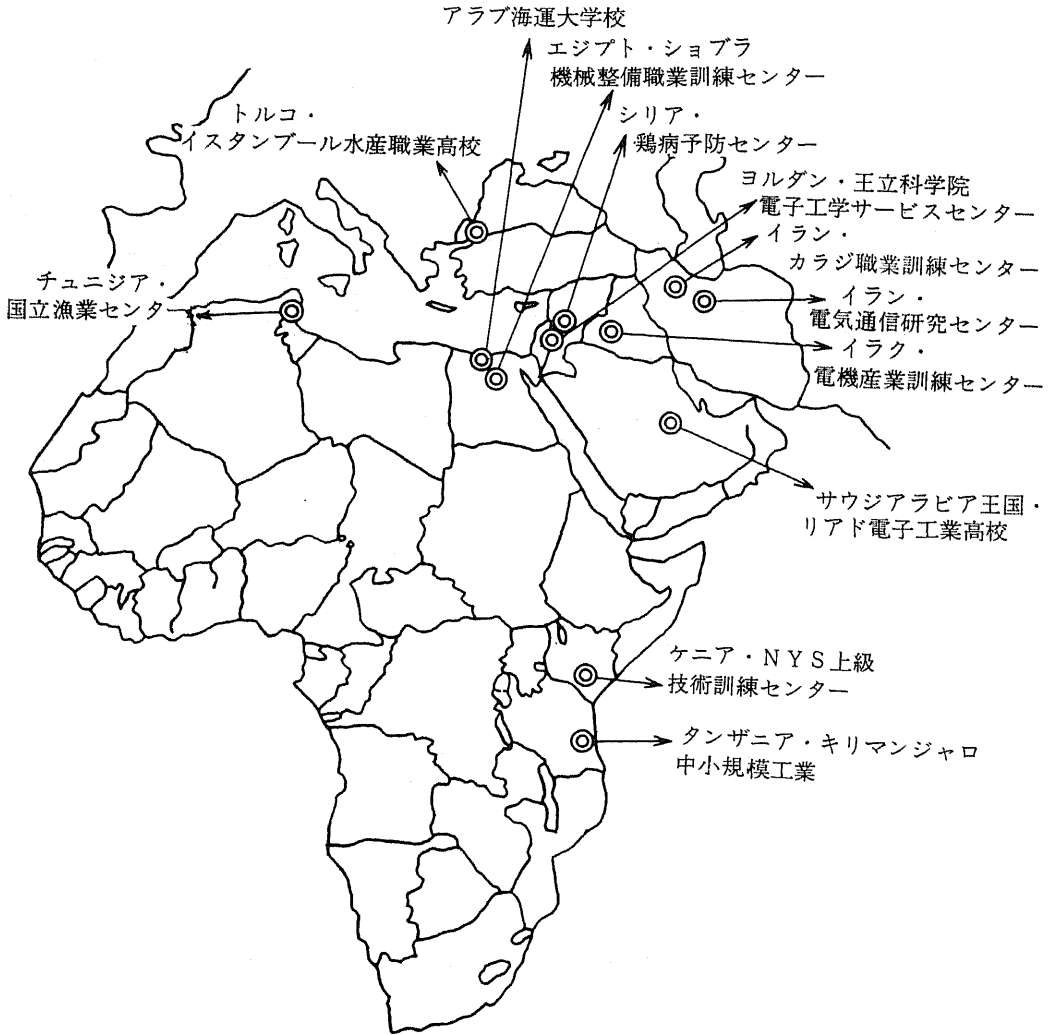 アラブ海運大学校
エジプト・ショブラ
機械整備職業訓練センター
トルコ・
イスタンブール水産職業高校
シリア・
鶏病予防センター
ヨルダン・王立科学院
電子工学サービスセンター
イラン・
カラジ職業訓練センター
チュニジア・
国立漁業センター
イラン・
電気通信研究センター
イラク・
電機産業訓練センター
サウジアラビア王国・
リアド電子工業高校
ケニア・NYS上級
技術訓練センター
タンザニア・キリマンジャロ
中小規模工業